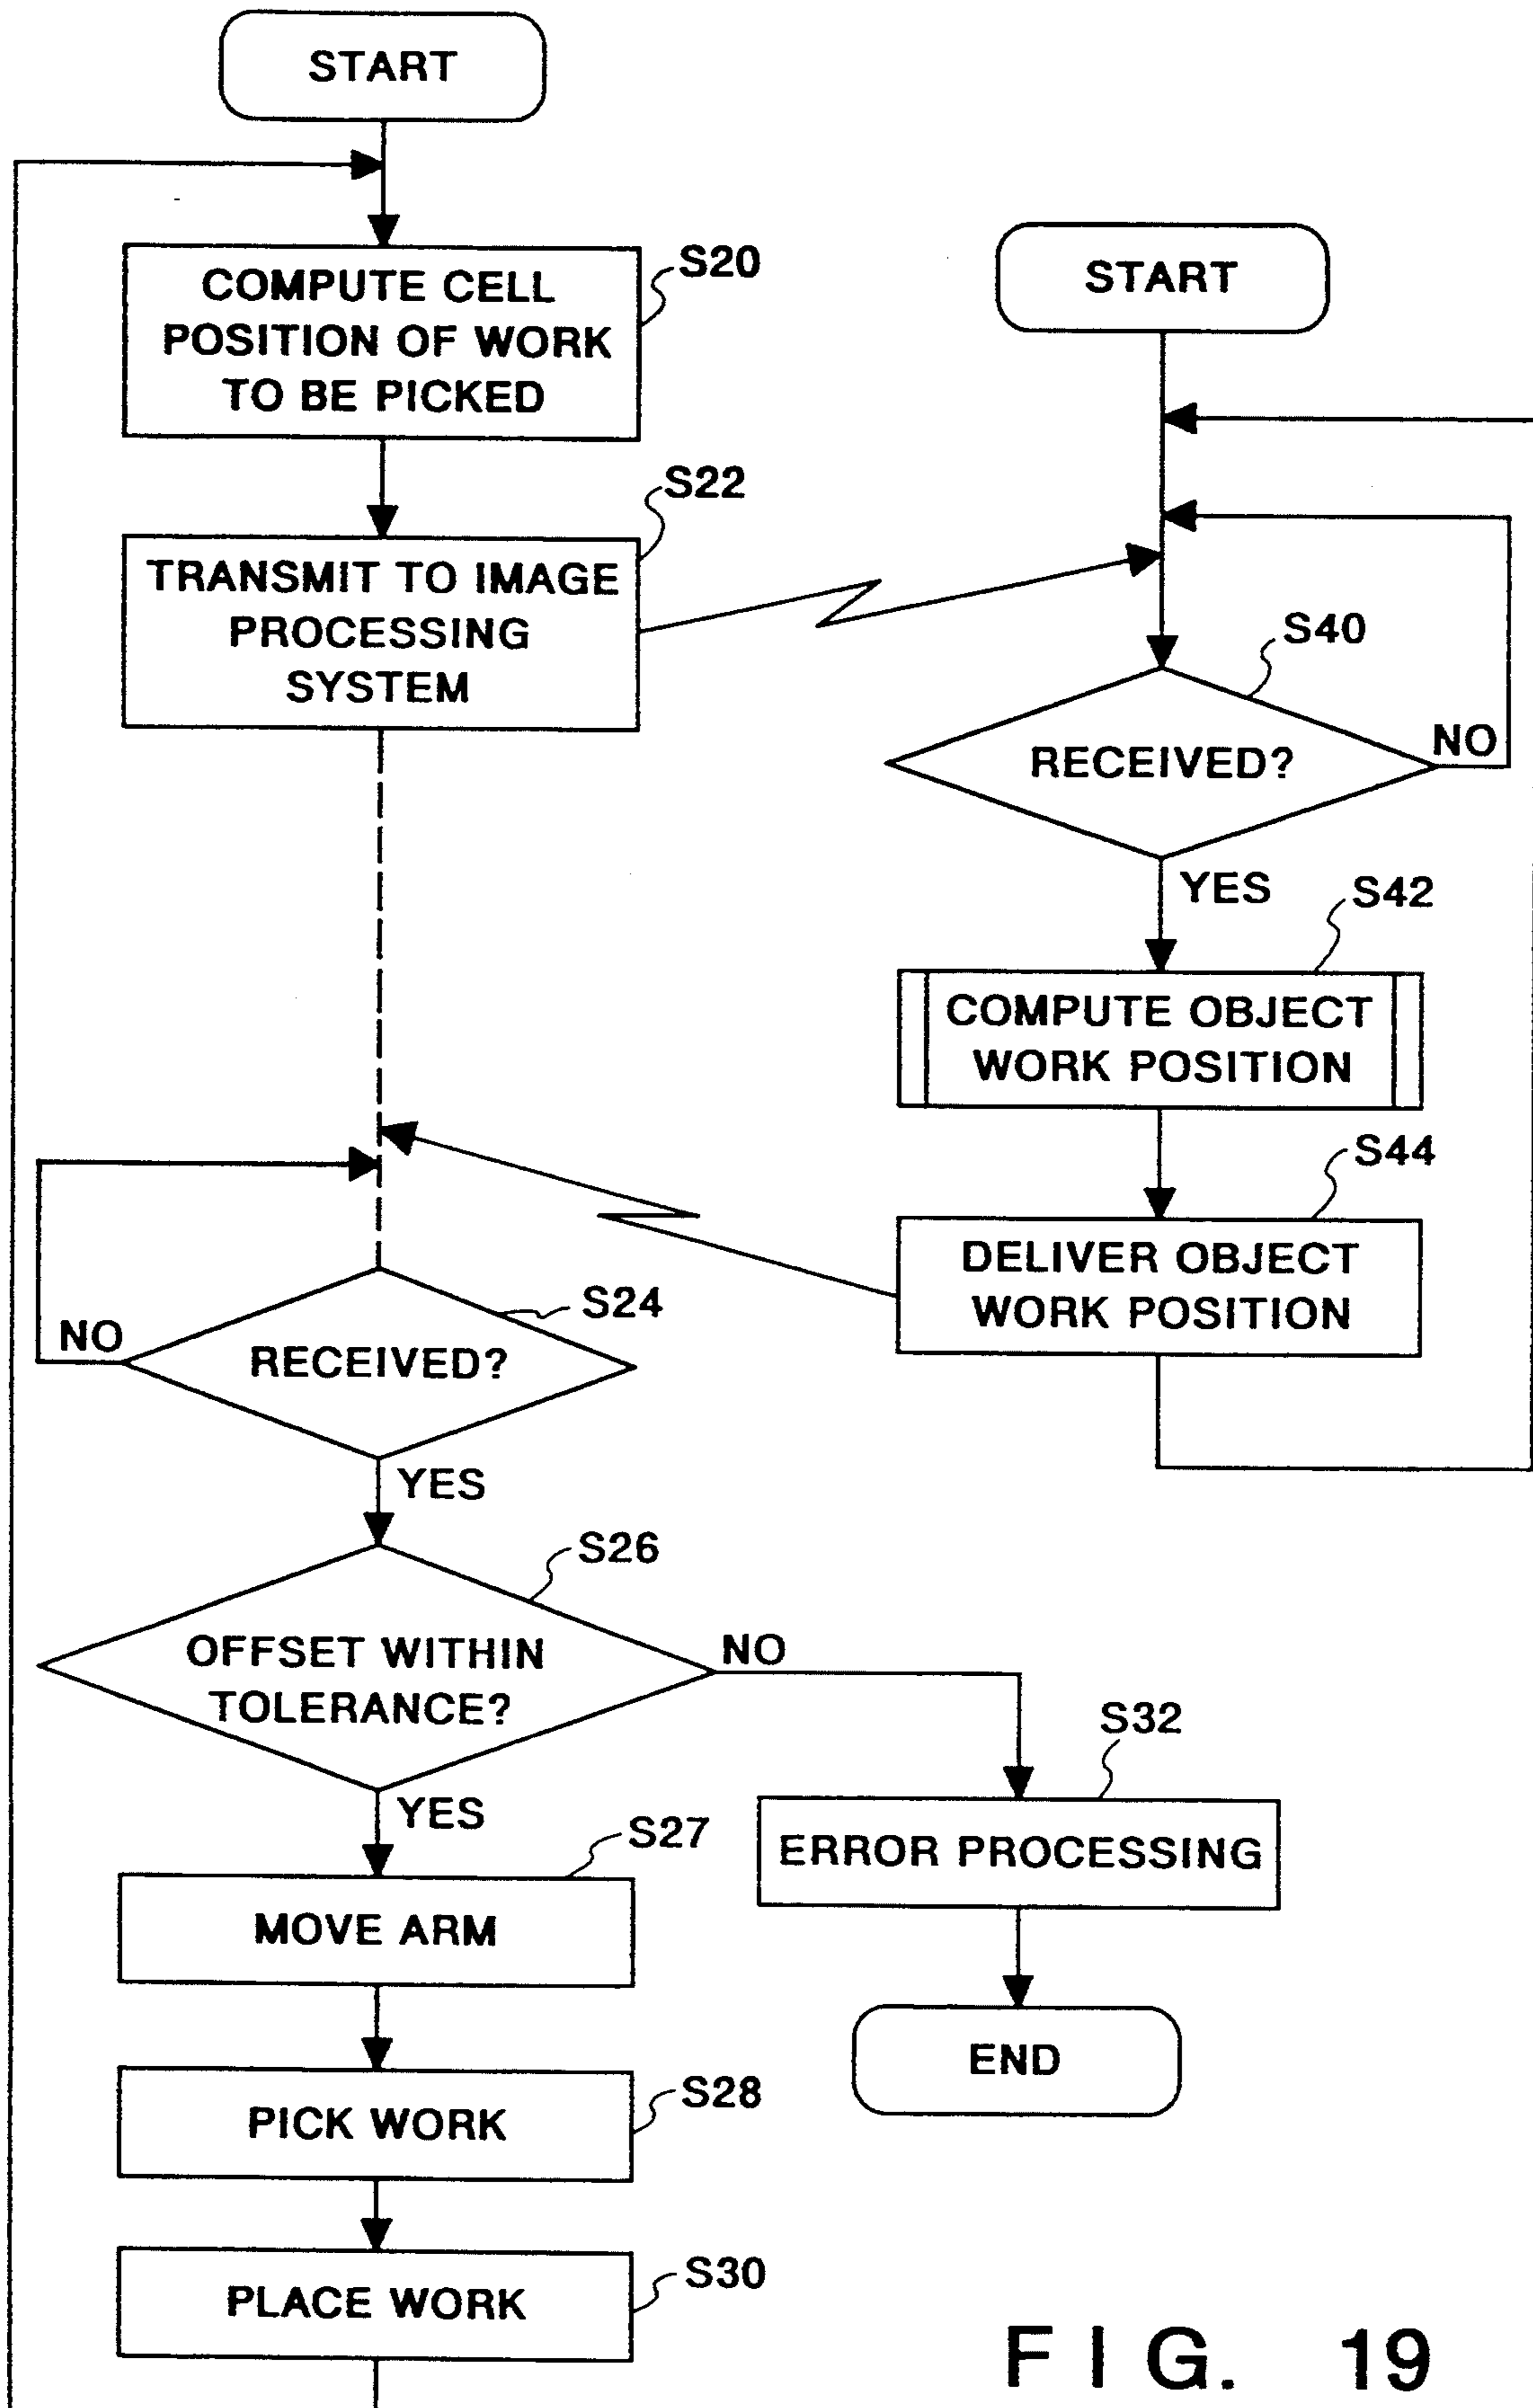 START
COMPUTE CELL
POSITION OF WORK
TO BE PICKED
S20
TRANSMIT TO IMAGE
PROCESSING
SYSTEM
S22
RECEIVED?
S24
NO
YES
OFFSET WITHIN
TOLERANCE?
S26
NO
YES
MOVE ARM
S27
PICK WORK
S28
PLACE WORK
S30
ERROR PROCESSING
S32
END
START
RECEIVED?
S40
NO
YES
COMPUTE OBJECT
WORK POSITION
S42
DELIVER OBJECT
WORK POSITION
S44
FIG. 19